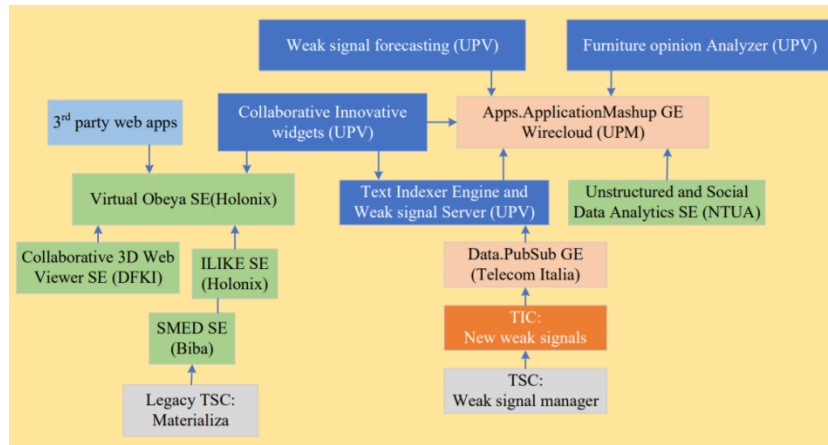 Weak signal forecasting (UPV)
Furniture opinion Analyzer (UPV)
3rd party web apps
Collaborative Innovative
widgets (UPV)
Apps.ApplicationMashup GE
Wirecloud (UPM)
Virtual Obeya SE(Holonix)
Text Indexer Engine and
Weak signal Server (UPV)
Unstructured and Social
Data Analytics SE (NTUA)
Collaborative 3D Web
Viewer SE (DFKI)
ILIKE SE
(Holonix)
Data.PubSub GE
(Telecom Italia)
SMED SE
(Biba)
TIC:
New weak signals
Legacy TSC:
Materializa
TSC:
Weak signal manager